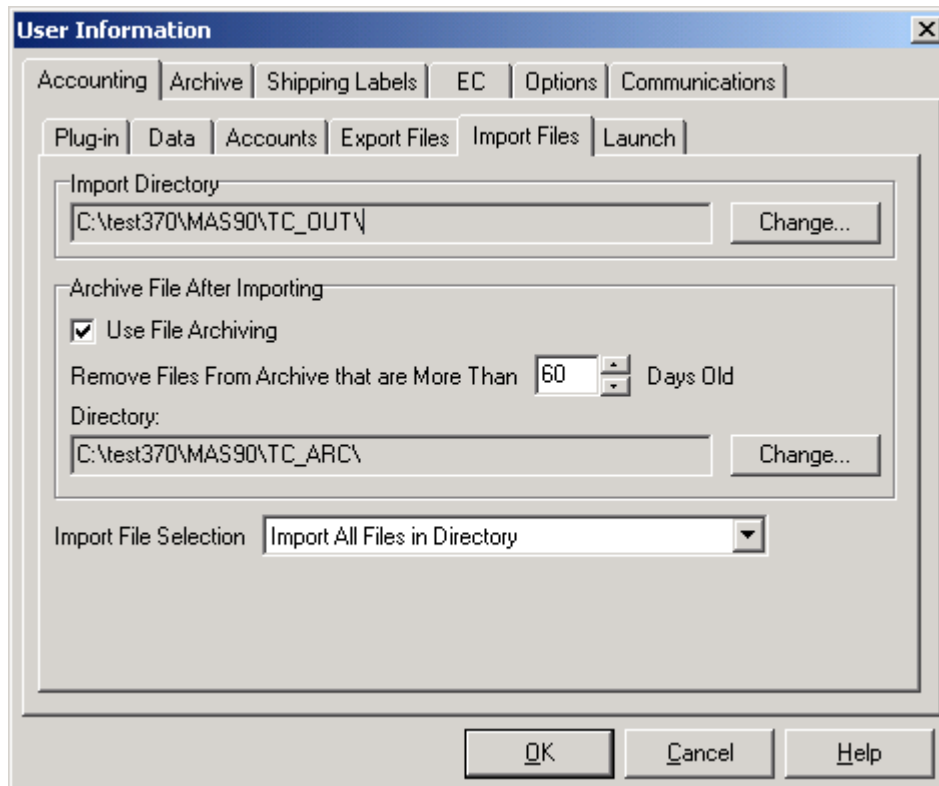 User Information
Accounting Archive Shipping Labels EC Options Communications
Plug-in Data Accounts Export Files Import Files Launch
Import Directory
C:\test370\MAS90\TC_OUT\
Change...
Archive File After Importing
Use File Archiving
Remove Files From Archive that are More Than 60 Days Old
Directory:
C:\test370\MAS90\TC_ARC\
Change...
Import File Selection Import All Files in Directory
OK Cancel Help